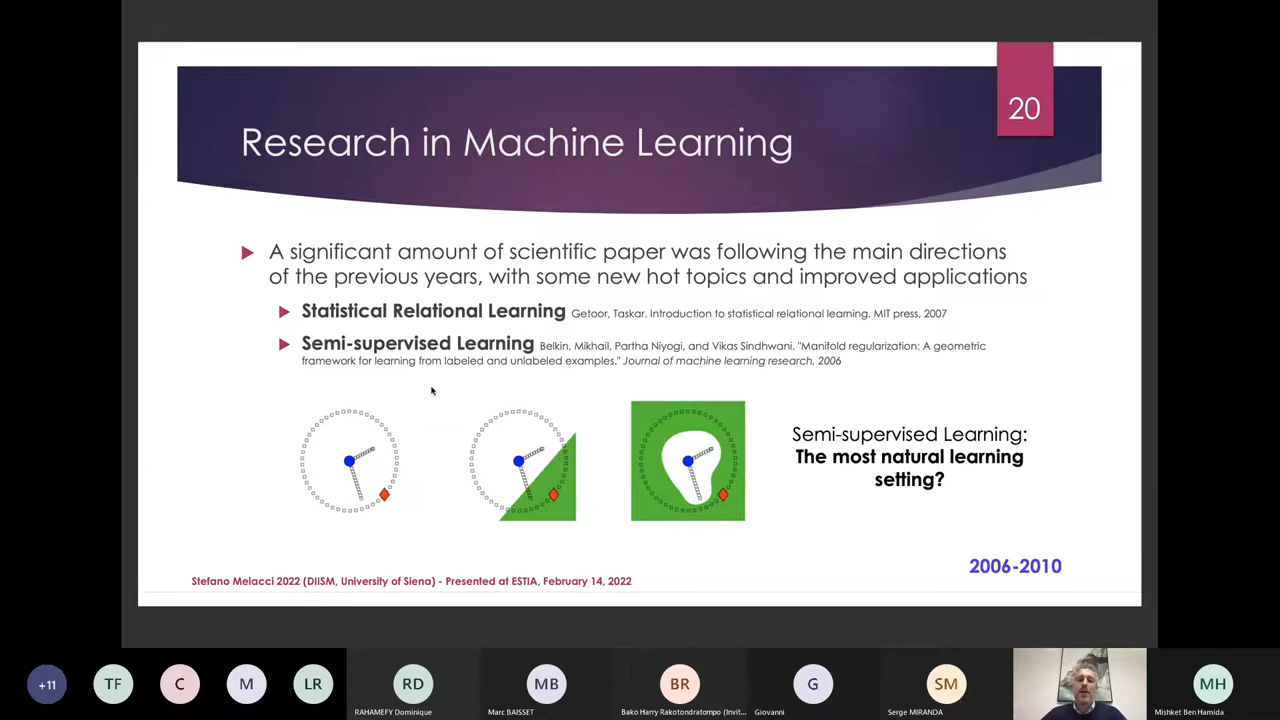 20
Research in Machine Learning
A significant amount of scientific paper was following the main directions
of the previous years, with some new hot topics and improved applications
Statistical Relational Learning Getoor, Taskar. Introduction to statistical relational learning. MIT press, 2007
Semi-supervised Learning Belkin, Mikhail, Partha Niyogi, and Vikas Sindhwani. "Manifold regularization: A geometric
framework for learning from labeled and unlabeled examples." Journal of machine learning research, 2006
Semi-supervised Learning:
The most natural learning
setting?
2006-2010
Stefano Melacci 2022 (DIISM, University of Siena) - Presented at ESTIA, February 14, 2022
+11 TF C M LR RD MB BR G SM MH
RAHAMEFY Dominique Marc BAISSET Bako Harry Rakotondratompo (Invit... Giovanni Serge MIRANDA Mishket Ben Hamida